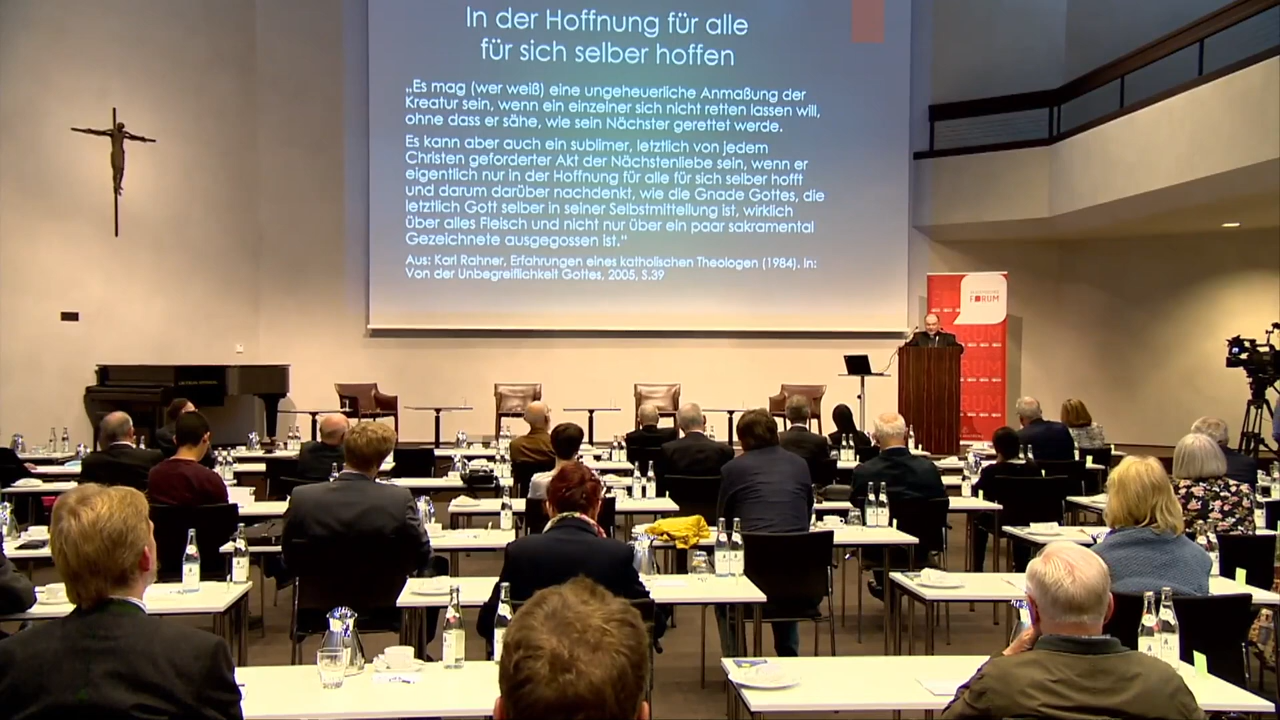 In der Hoffnung für alle
für sich selber hoffen
„Es mag (wer weiß) eine ungeheuerliche Anmaßung der
Kreatur sein, wenn ein einzelner sich nicht retten lassen will,
ohne dass er sähe, wie sein Nächster gerettet werde.
Es kann aber auch ein sublimer, letztlich von jedem
Christen geforderter Akt der Nächstenliebe sein, wenn er
eigentlich nur in der Hoffnung für alle für sich selber hofft
und darum darüber nachdenkt, wie die Gnade Gottes, die
letztlich Gott selber in seiner Selbstmitteilung ist, wirklich
über alles Fleisch und nicht nur über ein paar sakramental
Gezeichnete ausgegossen ist.“
Aus: Karl Rahner, Erfahrungen eines katholischen Theologen (1984). In:
Von der Unbegreiflichkeit Gottes, 2005, S.39
FORUM